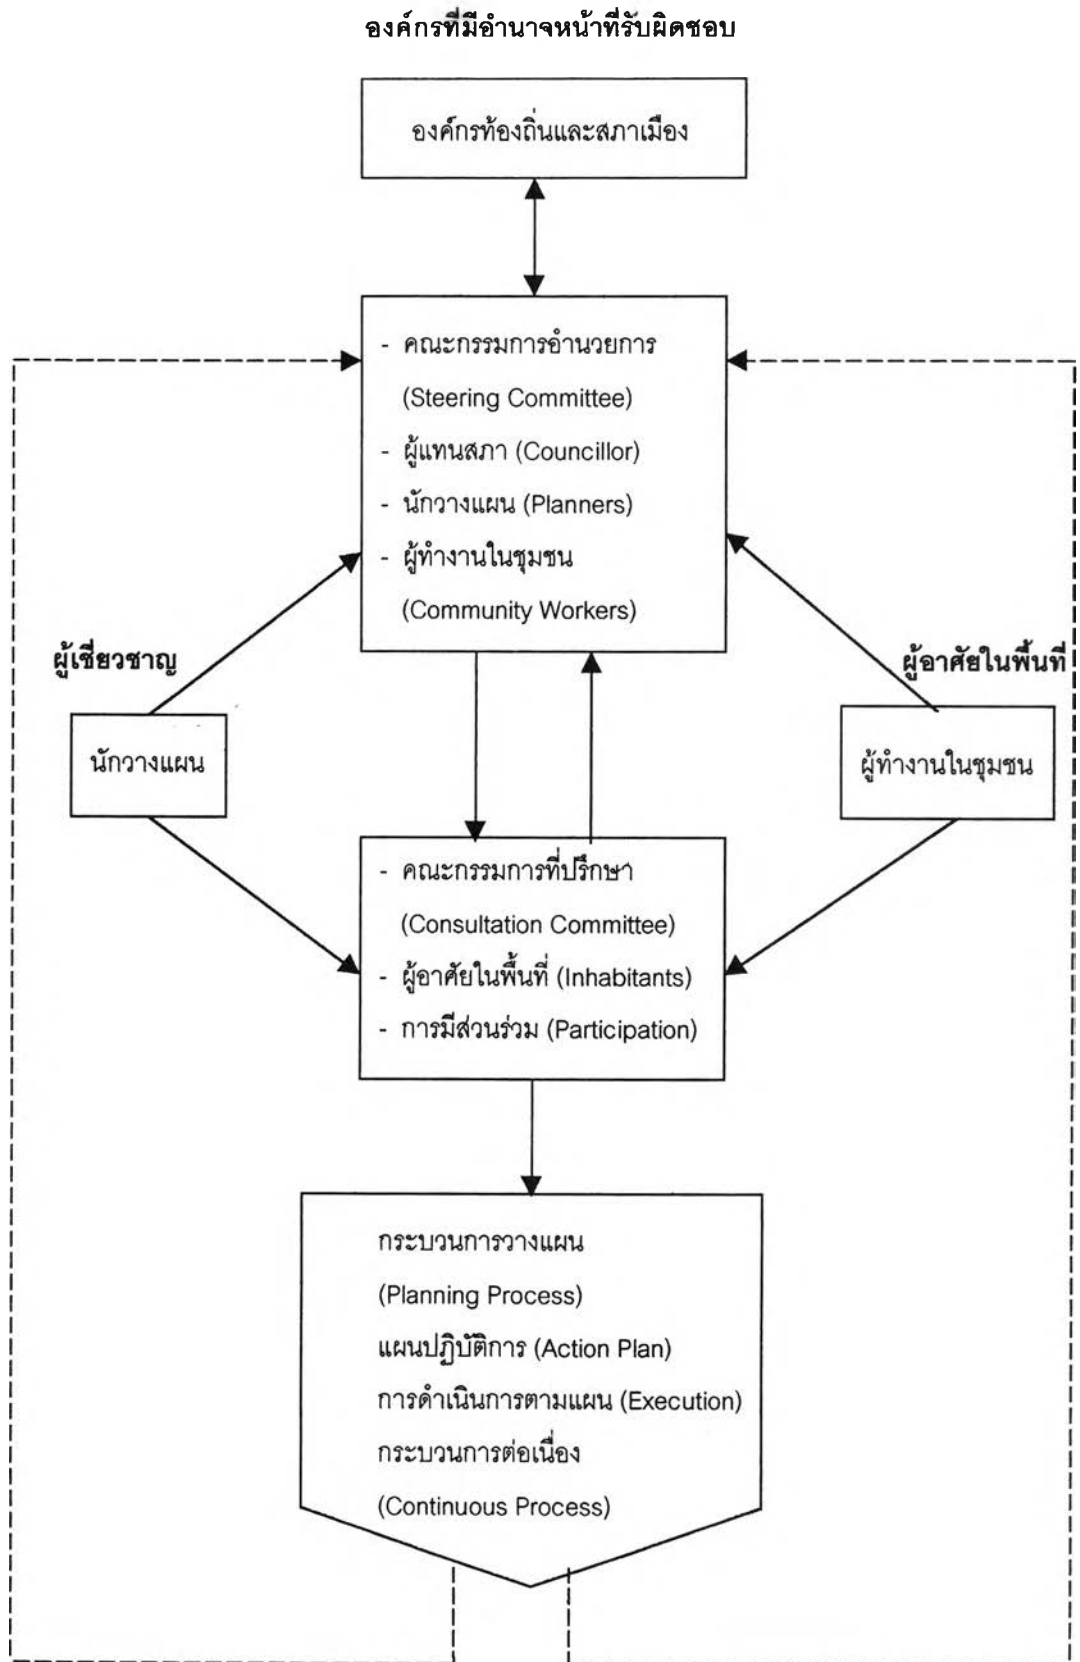 องค์กรที่มีอำนาจหน้าที่รับผิดชอบ
องค์กรท้องถิ่นและสภาเมือง
- คณะกรรมการอำนวยการ
(Steering Committee)
- ผู้แทนสภา (Councillor)
- นักวางแผน (Planners)
- ผู้ทำงานในชุมชน
(Community Workers)
ผู้เชี่ยวชาญ
นักวางแผน
ผู้อาศัยในพื้นที่
ผู้ทำงานในชุมชน
- คณะกรรมการที่ปรึกษา
(Consultation Committee)
- ผู้อาศัยในพื้นที่ (Inhabitants)
- การมีส่วนร่วม (Participation)
กระบวนการวางแผน
(Planning Process)
แผนปฏิบัติการ (Action Plan)
การดำเนินการตามแผน (Execution)
กระบวนการต่อเนื่อง
(Continuous Process)